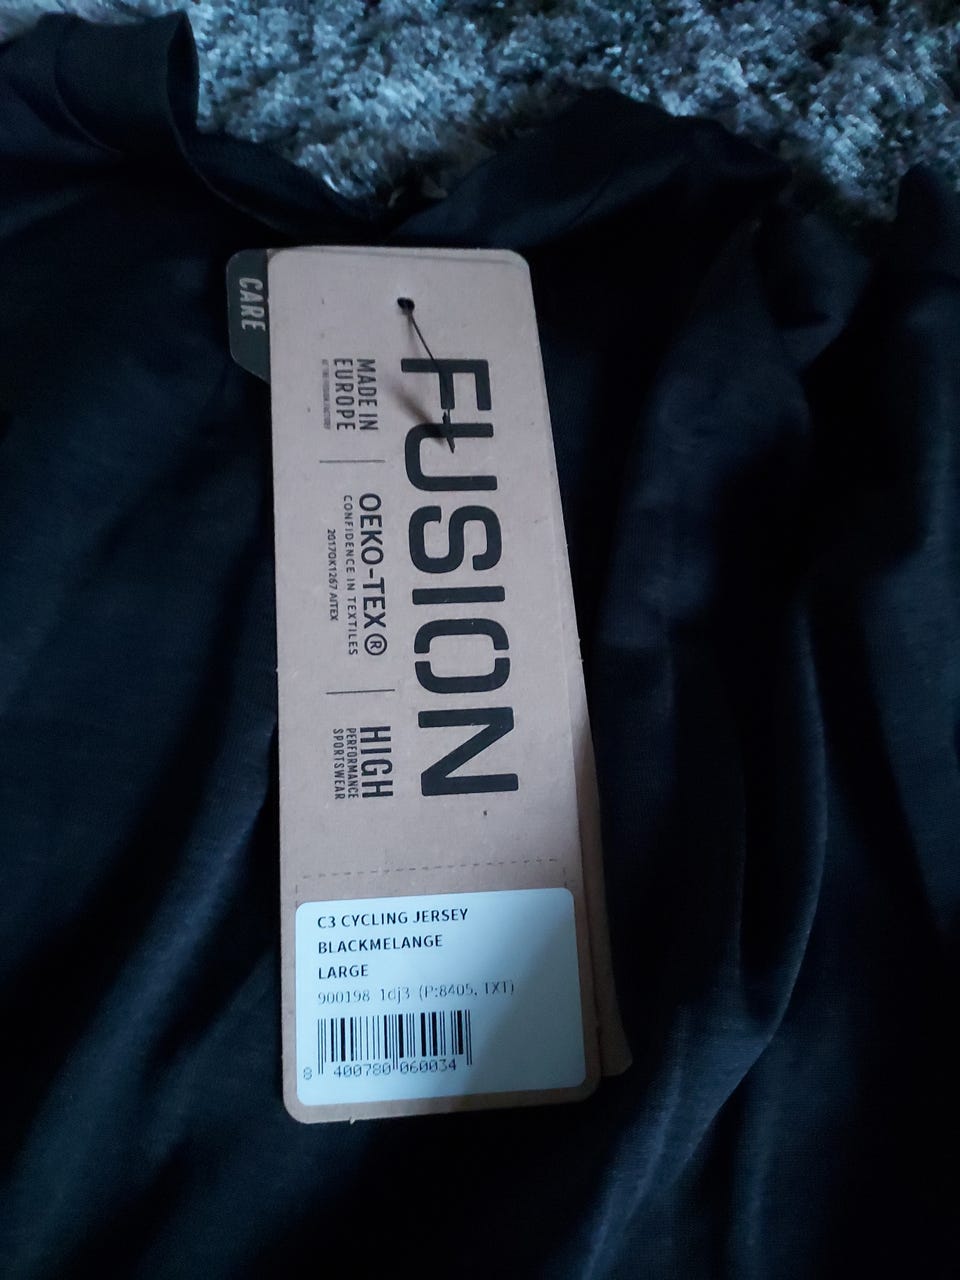 CARE
FUSION
MADE IN
EUROPE
OEKO-TEX®
CONFIDENCE IN TEXTILES
2017OK1267 AITEX
HIGH
PERFORMANCE
SPORTSWEAR
C3 CYCLING JERSEY
BLACKMELANGE
LARGE
900198 1dj3 (P:8405, TXT)
8 400780 060034